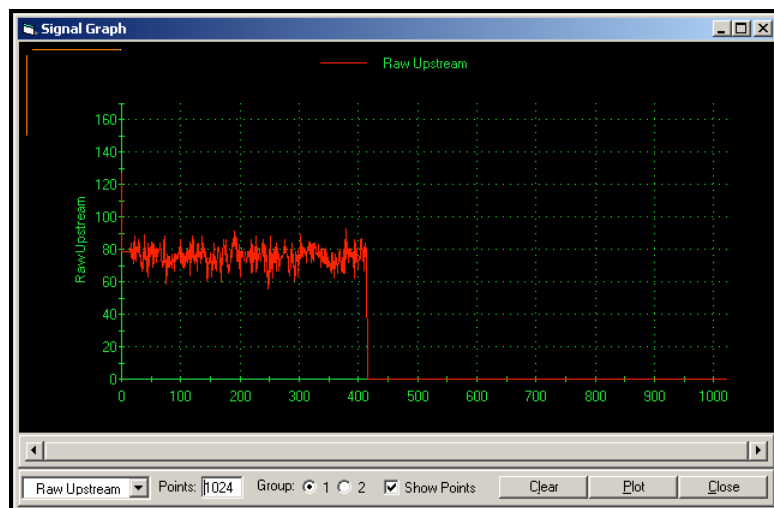 Signal Graph
Raw Upstream
160
140
120
100
80
60
40
20
0
Raw Upstream
0 100 200 300 400 500 600 700 800 900 1000
Raw Upstream Points: 1024 Group: 1 2 Show Points Clear Plot Close